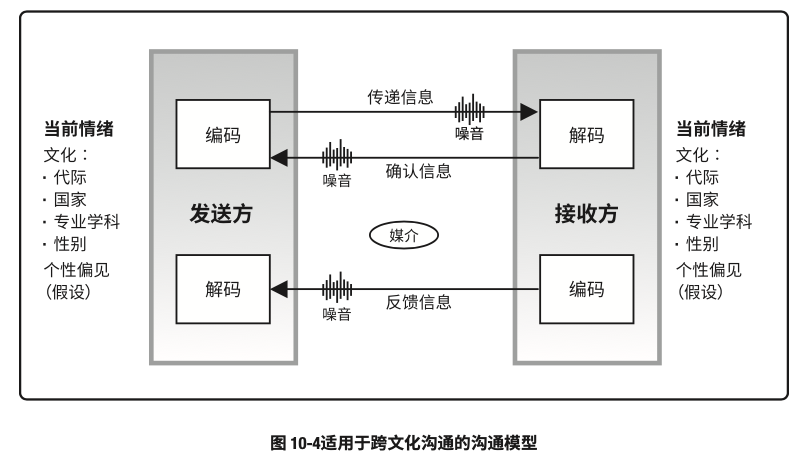 当前情绪
文化：
· 代际
· 国家
· 专业学科
· 性别
个性偏见
（假设）
发送方
编码
解码
传递信息
噪音
噪音
确认信息
媒介
噪音
反馈信息
接收方
解码
编码
当前情绪
文化：
· 代际
· 国家
· 专业学科
· 性别
个性偏见
（假设）
图 10-4适用于跨文化沟通的沟通模型